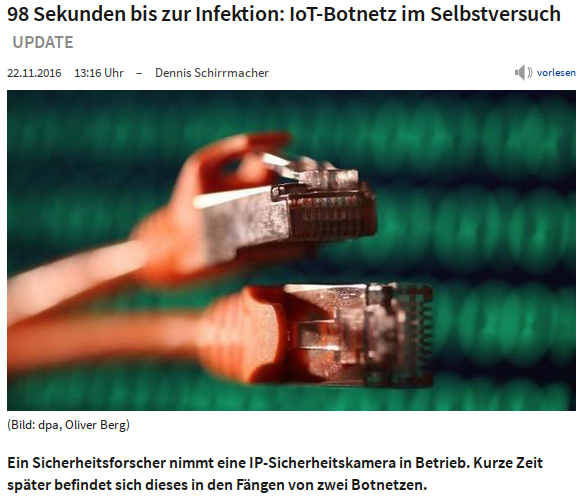 98 Sekunden bis zur Infektion: IoT-Botnetz im Selbstversuch
UPDATE
22.11.2016 13:16 Uhr – Dennis Schirrmacher
vorlesen
(Bild: dpa, Oliver Berg)
Ein Sicherheitsforscher nimmt eine IP-Sicherheitskamera in Betrieb. Kurze Zeit
später befindet sich dieses in den Fängen von zwei Botnetzen.